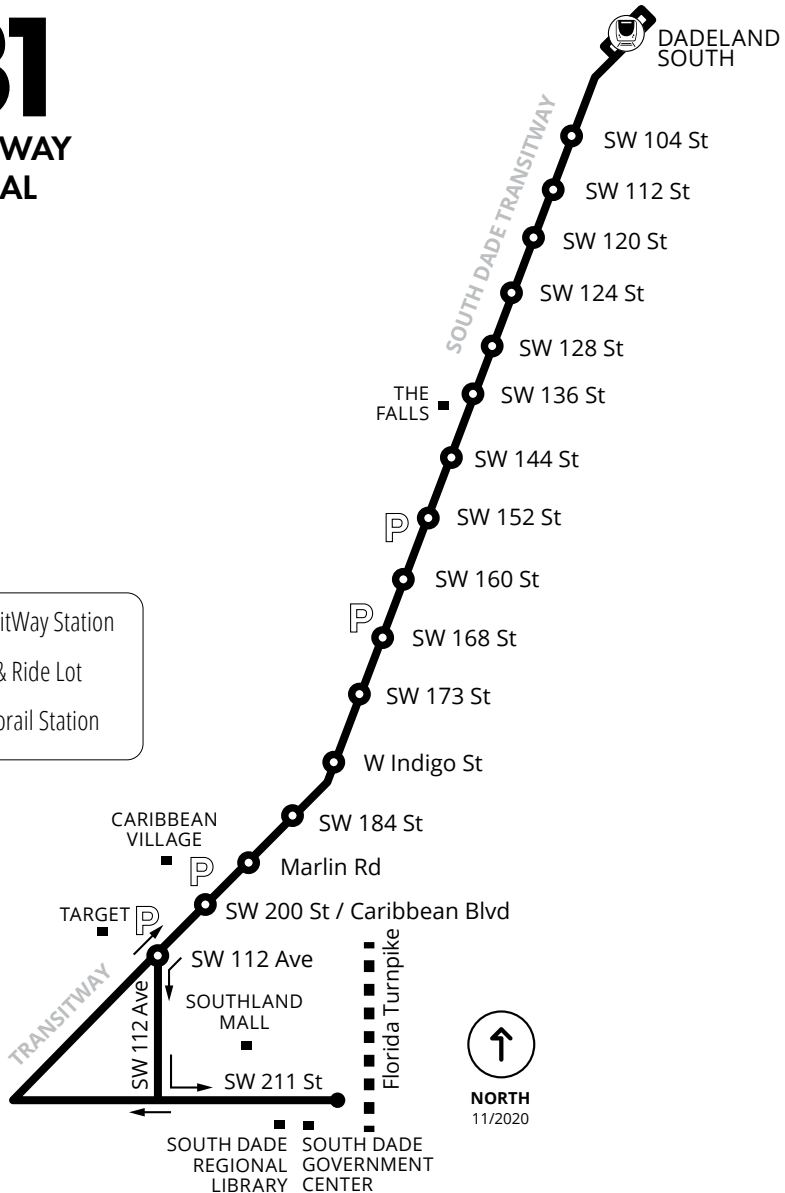 31
WAY
AL
DADELAND
SOUTH
SOUTH DADE TRANSITWAY
SW 104 St
SW 112 St
SW 120 St
SW 124 St
SW 128 St
THE
FALLS
SW 136 St
SW 144 St
P
SW 152 St
SW 160 St
P
SW 168 St
SW 173 St
itWay Station
& Ride Lot
orail Station
W Indigo St
SW 184 St
CARIBBEAN
VILLAGE
Marlin Rd
P
SW 200 St / Caribbean Blvd
TARGET
P
SW 112 Ave
TRANSITWAY
SW 112 Ave
SOUTHLAND
MALL
Florida Turnpike
SW 211 St
NORTH
11/2020
SOUTH DADE
REGIONAL
LIBRARY
SOUTH DADE
GOVERNMENT
CENTER